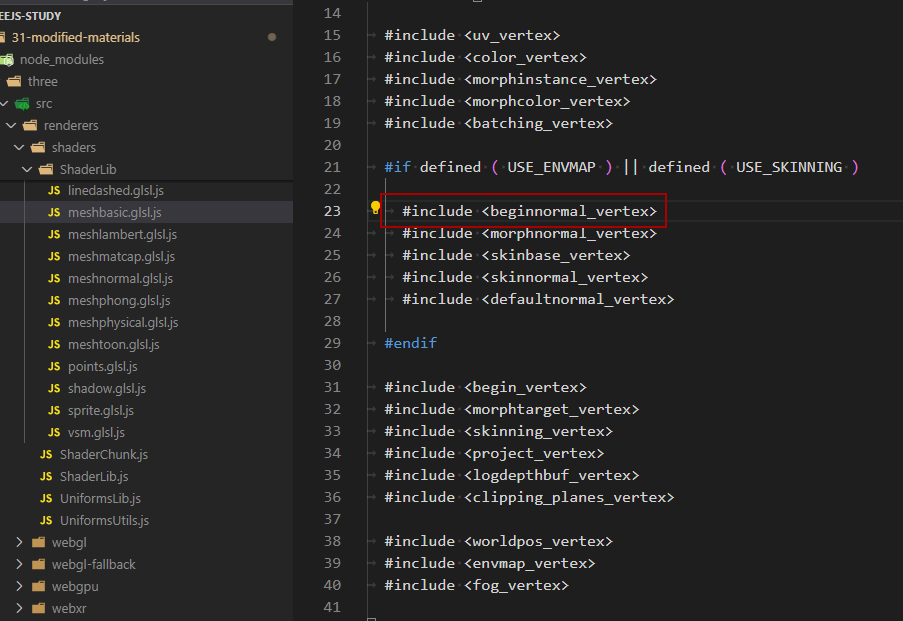 EEJS-STUDY
31-modified-materials
node_modules
three
src
renderers
shaders
ShaderLib
JS linedashed.glsl.js
JS meshbasic.glsl.js
JS meshlambert.glsl.js
JS meshmatcap.glsl.js
JS meshnormal.glsl.js
JS meshphong.glsl.js
JS meshphysical.glsl.js
JS meshtoon.glsl.js
JS points.glsl.js
JS shadow.glsl.js
JS sprite.glsl.js
JS vsm.glsl.js
JS ShaderChunk.js
JS ShaderLib.js
JS UniformsLib.js
JS UniformsUtils.js
webgl
webgl-fallback
webgpu
webxr
14
15 #include <uv_vertex>
16 #include <color_vertex>
17 #include <morphinstance_vertex>
18 #include <morphcolor_vertex>
19 #include <batching_vertex>
20
21 #if defined ( USE_ENVMAP ) || defined ( USE_SKINNING )
22
23 #include <beginnormal_vertex>
24 #include <morphnormal_vertex>
25 #include <skinbase_vertex>
26 #include <skinnormal_vertex>
27 #include <defaultnormal_vertex>
28
29 #endif
30
31 #include <begin_vertex>
32 #include <morphtarget_vertex>
33 #include <skinning_vertex>
34 #include <project_vertex>
35 #include <logdepthbuf_vertex>
36 #include <clipping_planes_vertex>
37
38 #include <worldpos_vertex>
39 #include <envmap_vertex>
40 #include <fog_vertex>
41